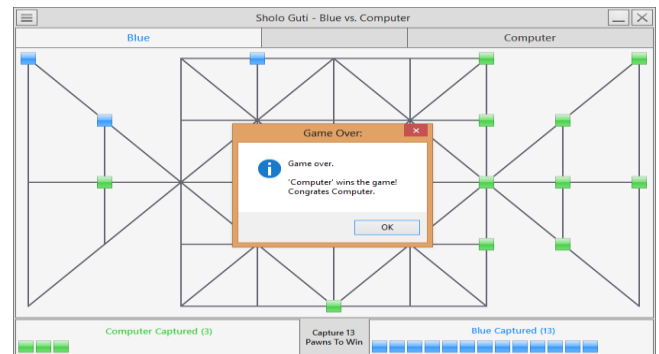 Sholo Guti - Blue vs. Computer
Blue
Computer
Game Over:
Game over.
'Computer' wins the game!
Congrates Computer.
OK
Computer Captured (3)
Capture 13
Pawns To Win
Blue Captured (13)